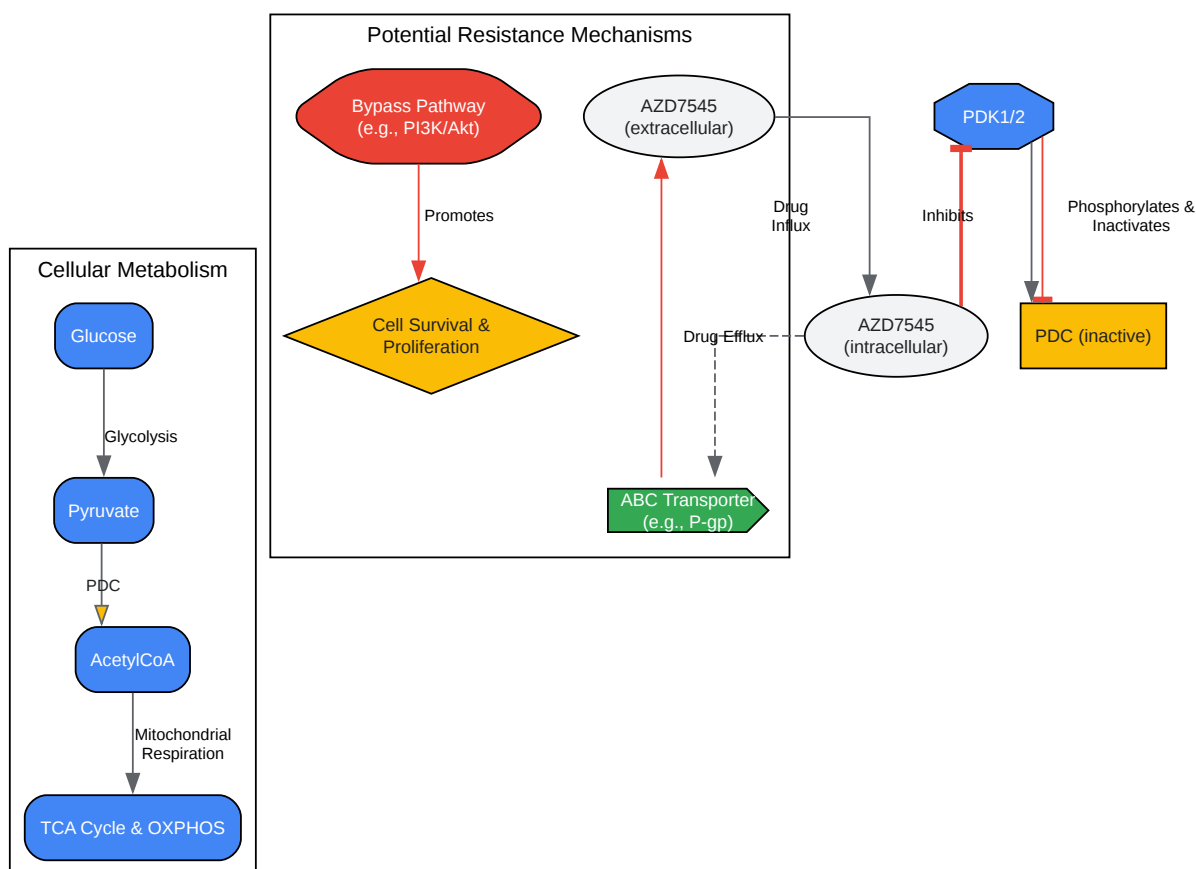 Potential Resistance Mechanisms
Bypass Pathway
(e.g., PI3K/Akt)
AZD7545
(extracellular)
PDK1/2
Promotes
Drug
Influx
Inhibits
Phosphorylates &
Inactivates
Cellular Metabolism
Glucose
Cell Survival &
Proliferation
Drug Efflux
AZD7545
(intracellular)
PDC (inactive)
Glycolysis
Pyruvate
ABC Transporter
(e.g., P-gp)
PDC
AcetylCoA
Mitochondrial
Respiration
TCA Cycle & OXPHOS